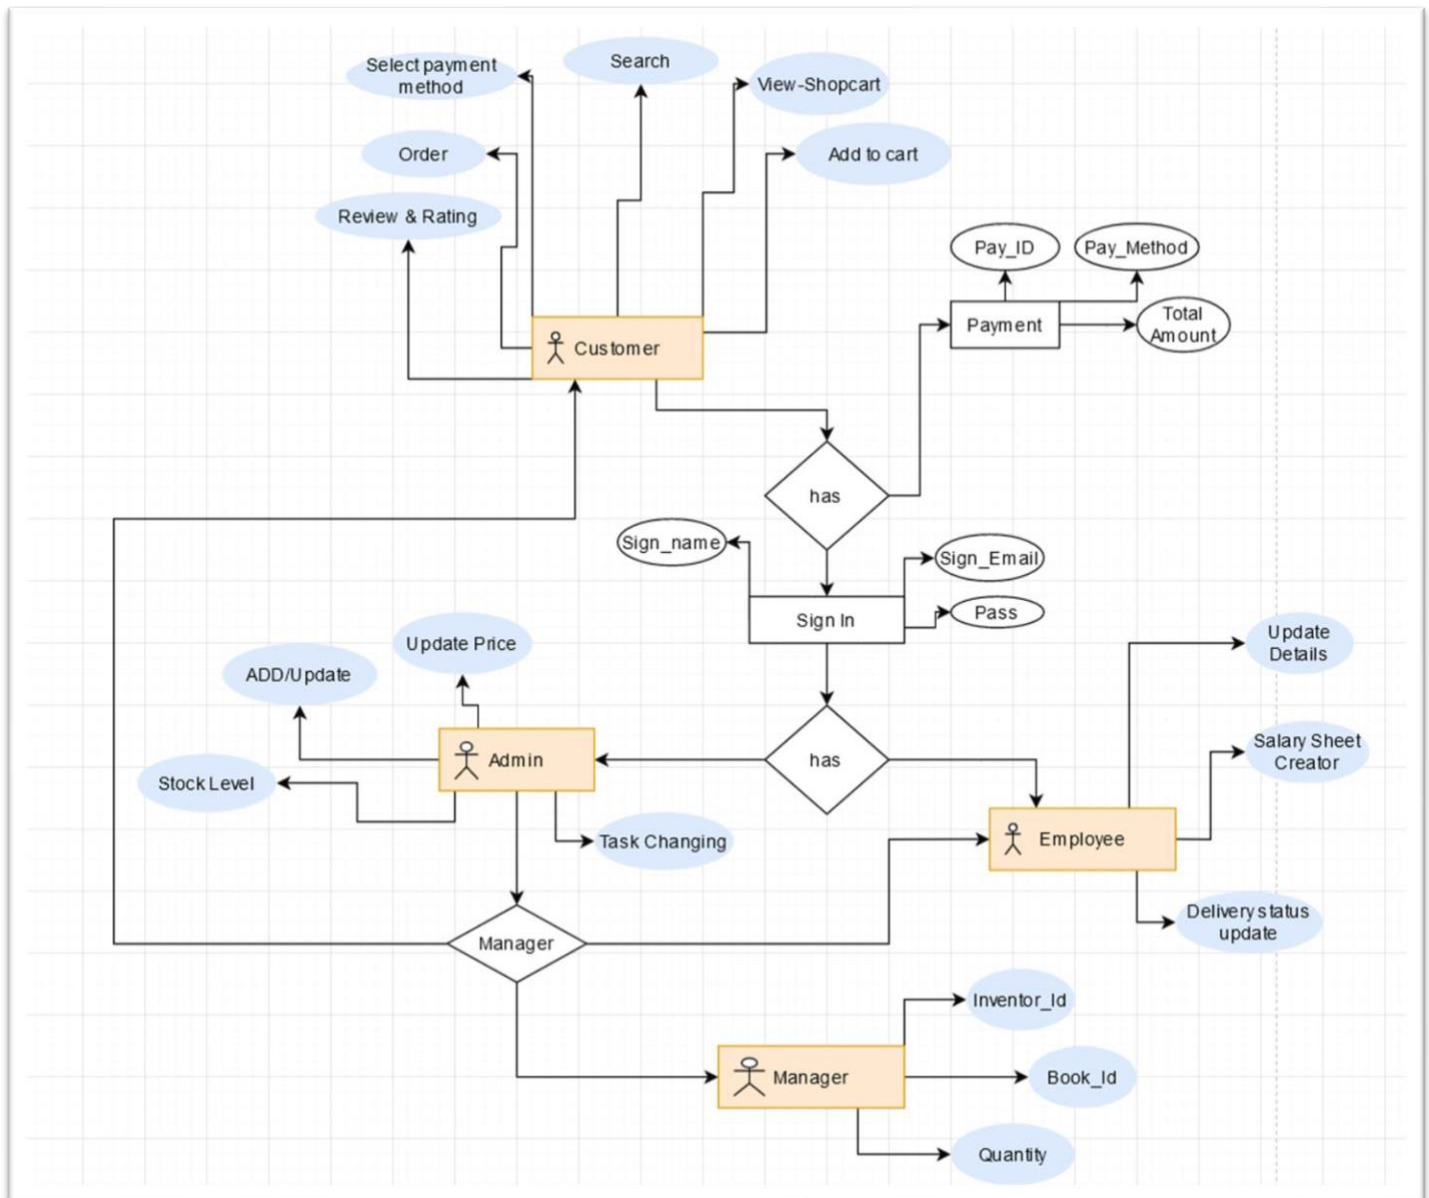 Select payment
method
Search
View-Shopcart
Order
Add to cart
Review & Rating
Pay_ID
Pay_Method
Payment
Total
Amount
Customer
has
Sign_name
Sign_Email
Sign In
Pass
Update Price
Update
Details
ADD/Update
Admin
has
Salary Sheet
Creator
Stock Level
Task Changing
Employee
Delivery status
update
Manager
Inventor_Id
Manager
Book_Id
Quantity